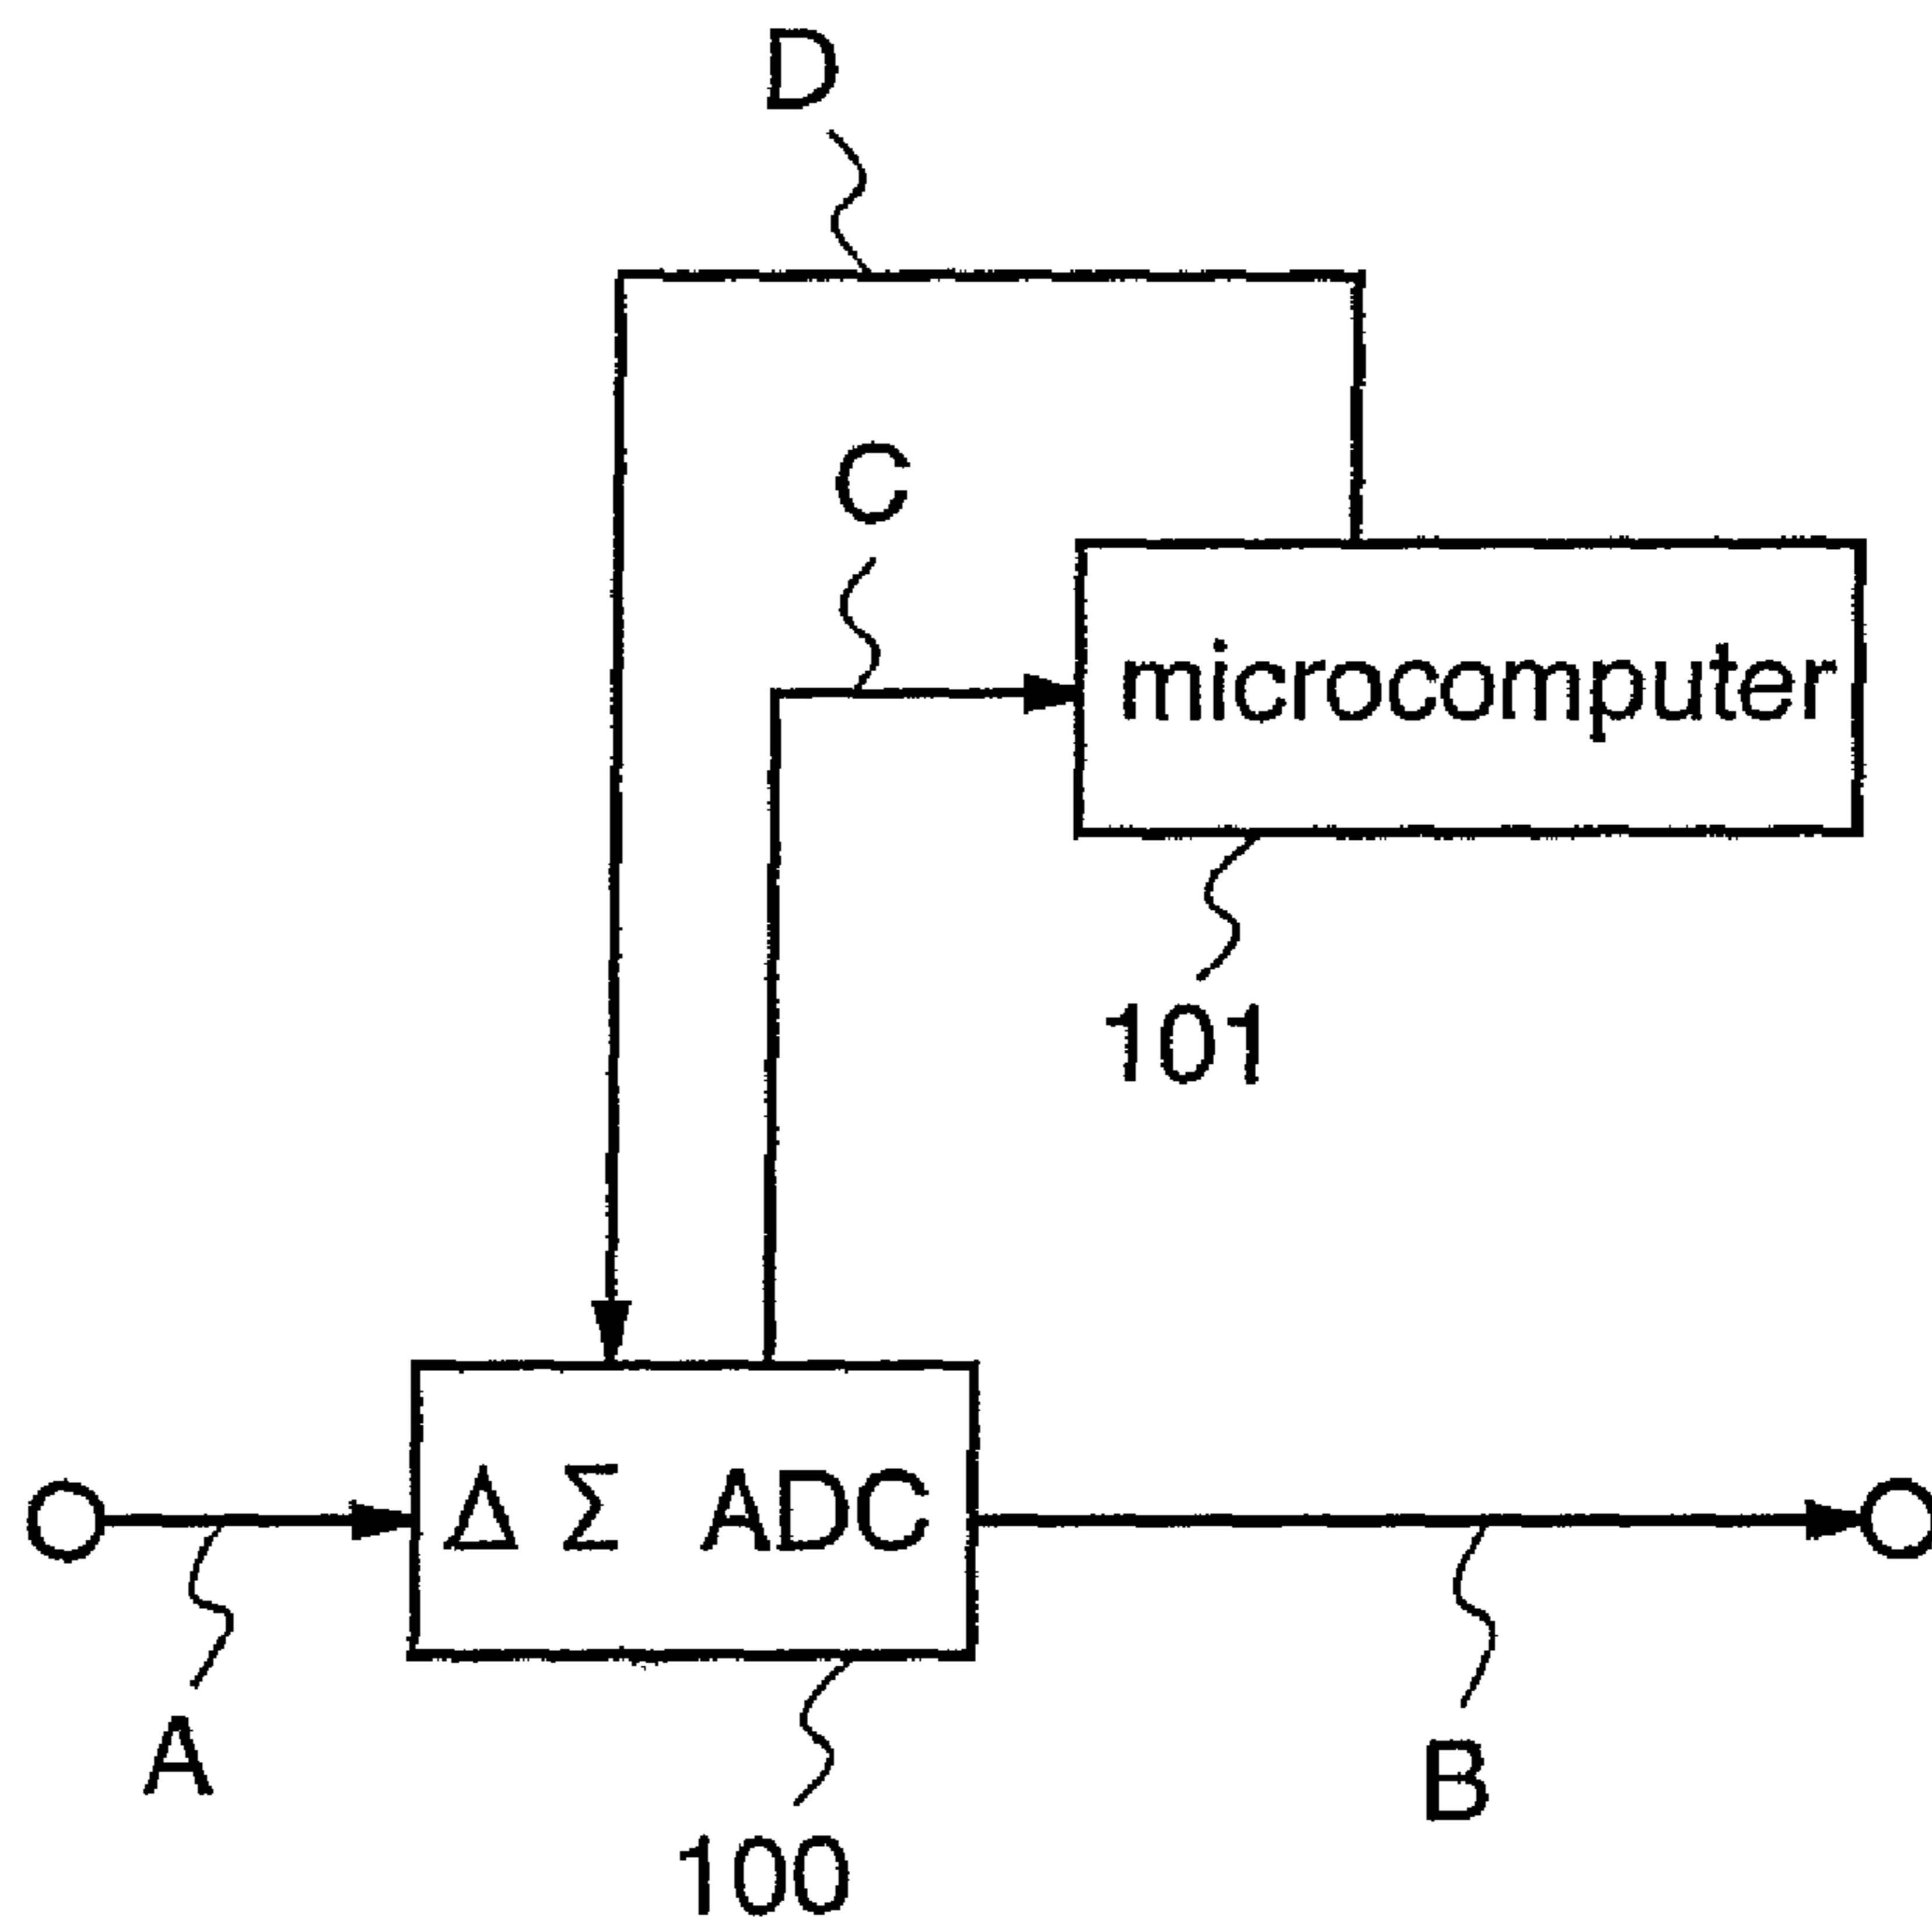 D
C
microcomputer
101
Δ Σ ADC
A
B
100